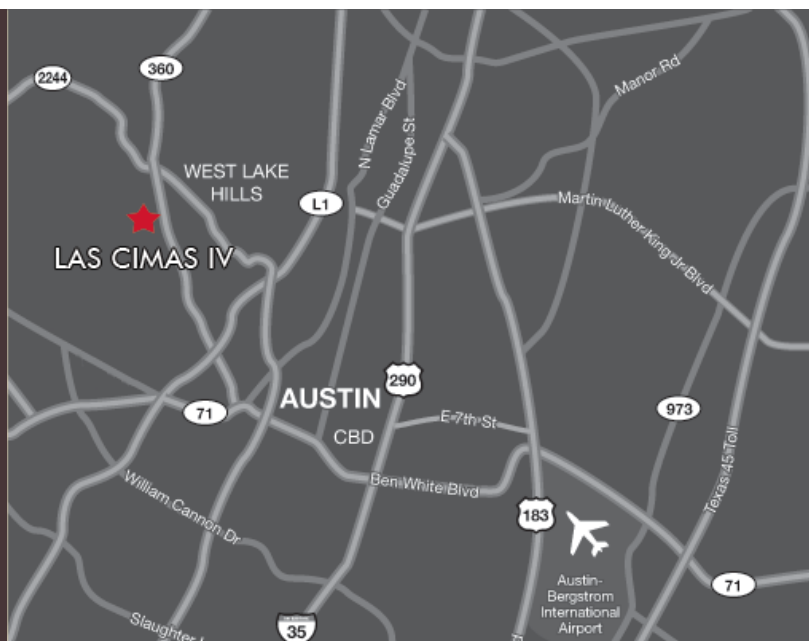 360
2244
Manor Rd
N Lamar Blvd
Guadalupe St
WEST LAKE
HILLS
L1
Martin Luther King Jr Blvd
LAS CIMAS IV
290
AUSTIN
71
973
E 7th St
CBD
Texas 45 Toll
Ben White Blvd
William Cannon Dr
183
Austin-
Bergstrom
International
Airport
71
Slaughter
35